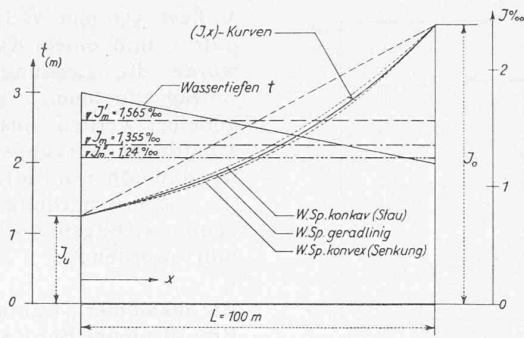 t
(m)
(J,x)-Kurven
J‰
Wassertiefen t
3
2
1
0
J'm = 1,565 ‰
Jm = 1,355 ‰
J"m = 1,24 ‰
2
1
0
Jo
Ju
W.Sp. konkav (Stau)
W.Sp. geradlinig
W.Sp. konvex (Senkung)
x
L = 100 m